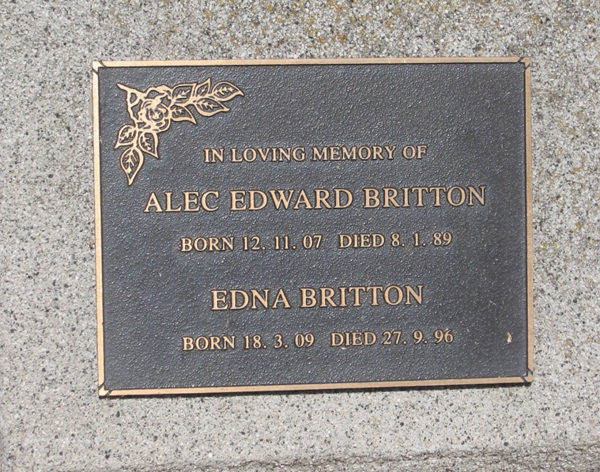 IN LOVING MEMORY OF
ALEC EDWARD BRITTON
BORN 12. 11. 07 DIED 8. 1. 89
EDNA BRITTON
BORN 18. 3. 09 DIED 27. 9. 96